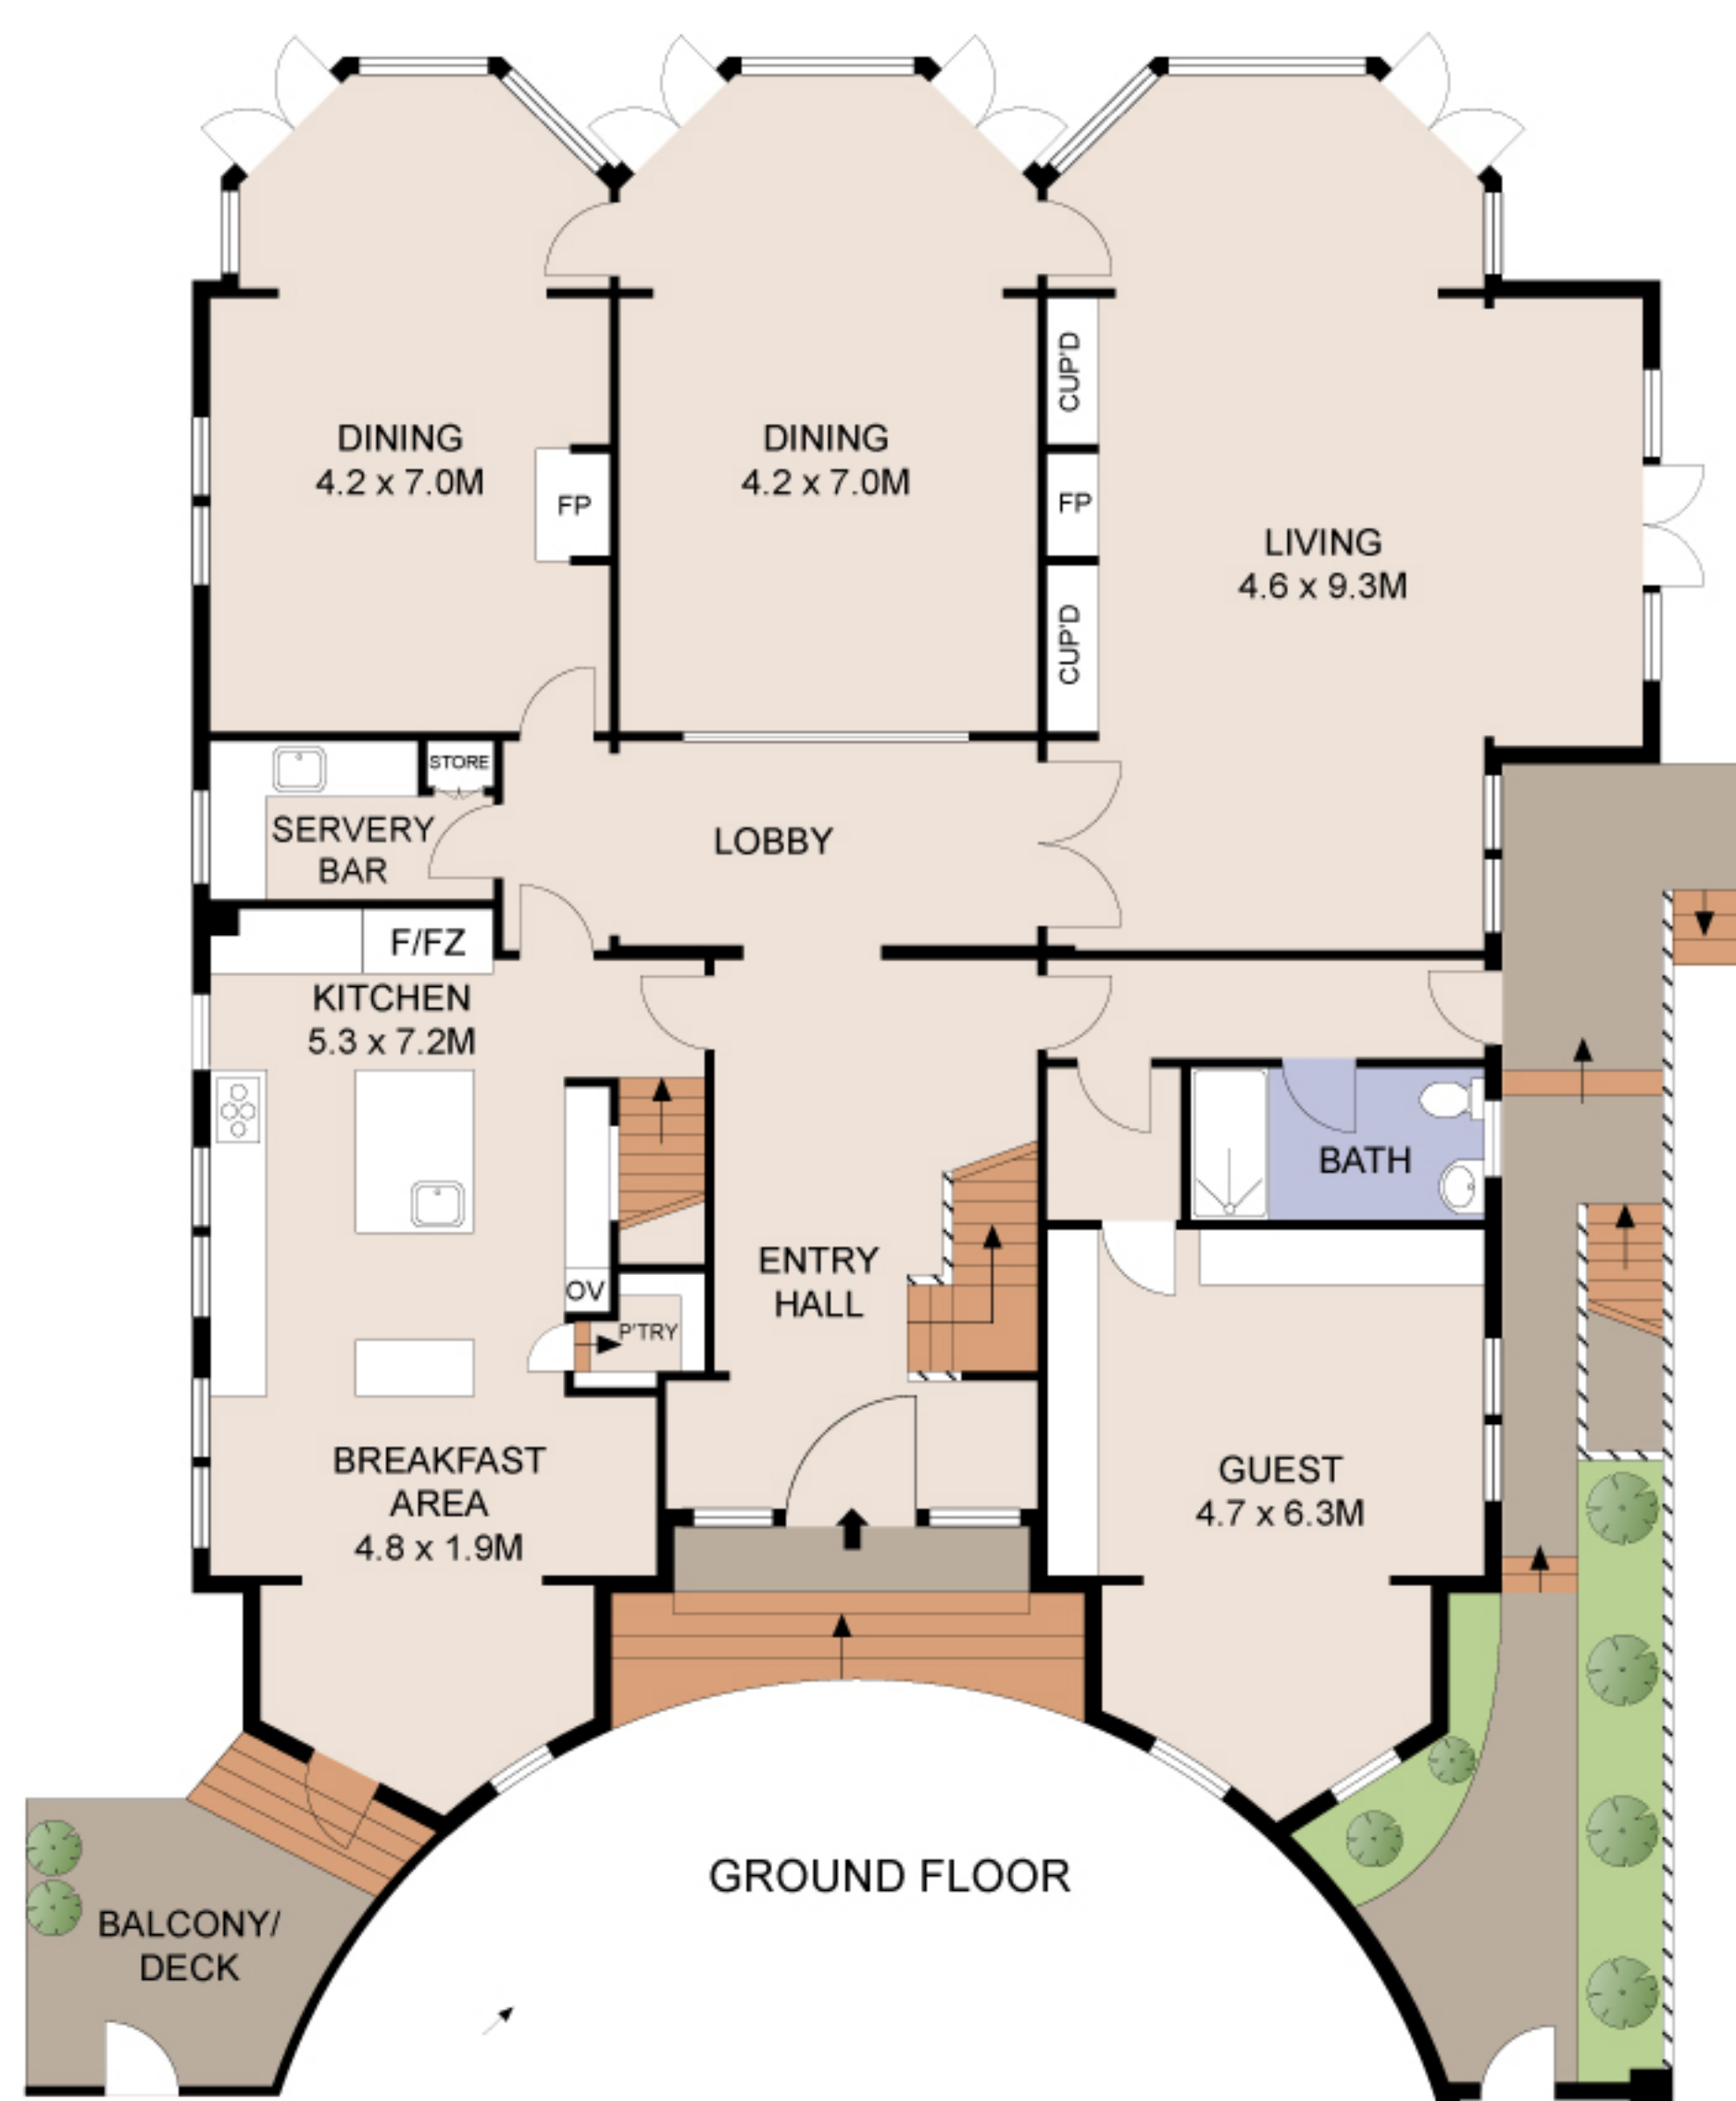 DINING
4.2 x 7.0M
FP
DINING
4.2 x 7.0M
CUP'D
FP
CUP'D
LIVING
4.6 x 9.3M
STORE
SERVERY
BAR
LOBBY
F/FZ
KITCHEN
5.3 x 7.2M
OV
P'TRY
ENTRY
HALL
BATH
BREAKFAST
AREA
4.8 x 1.9M
GUEST
4.7 x 6.3M
GROUND FLOOR
BALCONY/
DECK